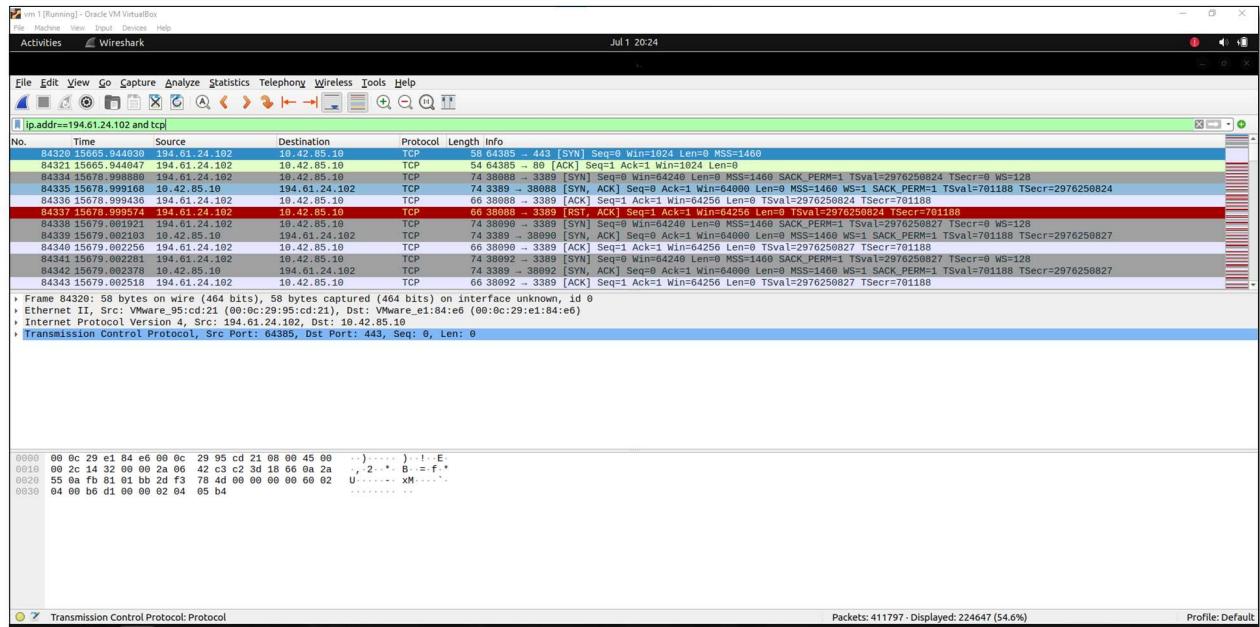 vm 1 [Running] - Oracle VM VirtualBox
File Machine View Input Devices Help
Activities Wireshark Jul 1 20:24
File Edit View Go Capture Analyze Statistics Telephony Wireless Tools Help
ip.addr==194.61.24.102 and tcp
No. Time Source Destination Protocol Length Info
84320 15665.944030 194.61.24.102 10.42.85.10 TCP 58 64385 → 443 [SYN] Seq=0 Win=1024 Len=0 MSS=1460
84321 15665.944047 194.61.24.102 10.42.85.10 TCP 54 64385 → 80 [ACK] Seq=1 Ack=1 Win=1024 Len=0
84334 15678.998880 194.61.24.102 10.42.85.10 TCP 74 38088 → 3389 [SYN] Seq=0 Win=64240 Len=0 MSS=1460 SACK_PERM=1 TSval=2976250824 TSecr=0 WS=128
84335 15678.999168 10.42.85.10 194.61.24.102 TCP 74 3389 → 38088 [SYN, ACK] Seq=0 Ack=1 Win=64000 Len=0 MSS=1460 WS=1 SACK_PERM=1 TSval=701188 TSecr=2976250824
84336 15678.999436 194.61.24.102 10.42.85.10 TCP 66 38088 → 3389 [ACK] Seq=1 Ack=1 Win=64256 Len=0 TSval=2976250824 TSecr=701188
84337 15678.999574 194.61.24.102 10.42.85.10 TCP 66 38088 → 3389 [RST, ACK] Seq=1 Ack=1 Win=64256 Len=0 TSval=2976250824 TSecr=701188
84338 15679.001921 194.61.24.102 10.42.85.10 TCP 74 38090 → 3389 [SYN] Seq=0 Win=64240 Len=0 MSS=1460 SACK_PERM=1 TSval=2976250827 TSecr=0 WS=128
84339 15679.002103 10.42.85.10 194.61.24.102 TCP 74 3389 → 38090 [SYN, ACK] Seq=0 Ack=1 Win=64000 Len=0 MSS=1460 WS=1 SACK_PERM=1 TSval=701188 TSecr=2976250827
84340 15679.002256 194.61.24.102 10.42.85.10 TCP 66 38090 → 3389 [ACK] Seq=1 Ack=1 Win=64256 Len=0 TSval=2976250827 TSecr=701188
84341 15679.002281 194.61.24.102 10.42.85.10 TCP 74 38092 → 3389 [SYN] Seq=0 Win=64240 Len=0 MSS=1460 SACK_PERM=1 TSval=2976250827 TSecr=0 WS=128
84342 15679.002378 10.42.85.10 194.61.24.102 TCP 74 3389 → 38092 [SYN, ACK] Seq=0 Ack=1 Win=64000 Len=0 MSS=1460 WS=1 SACK_PERM=1 TSval=701188 TSecr=2976250827
84343 15679.002518 194.61.24.102 10.42.85.10 TCP 66 38092 → 3389 [ACK] Seq=1 Ack=1 Win=64256 Len=0 TSval=2976250827 TSecr=701188
Frame 84320: 58 bytes on wire (464 bits), 58 bytes captured (464 bits) on interface unknown, id 0
Ethernet II, Src: VMware_95:cd:21 (00:0c:29:95:cd:21), Dst: VMware_e1:84:e6 (00:0c:29:e1:84:e6)
Internet Protocol Version 4, Src: 194.61.24.102, Dst: 10.42.85.10
Transmission Control Protocol, Src Port: 64385, Dst Port: 443, Seq: 0, Len: 0
0000 00 0c 29 e1 84 e6 00 0c 29 95 cd 21 08 00 45 00 ··)····· )··!··E·
0010 00 2c 14 32 00 00 2a 06 42 c3 c2 3d 18 66 0a 2a ·,·2··*· B··=·f·*
0020 55 0a fb 81 01 bb 2d f3 78 4d 00 00 00 00 60 02 U·····-· xM····`·
0030 04 00 b6 d1 00 00 02 04 05 b4 ········ ··
Transmission Control Protocol: Protocol Packets: 411797 · Displayed: 224647 (54.6%) Profile: Default